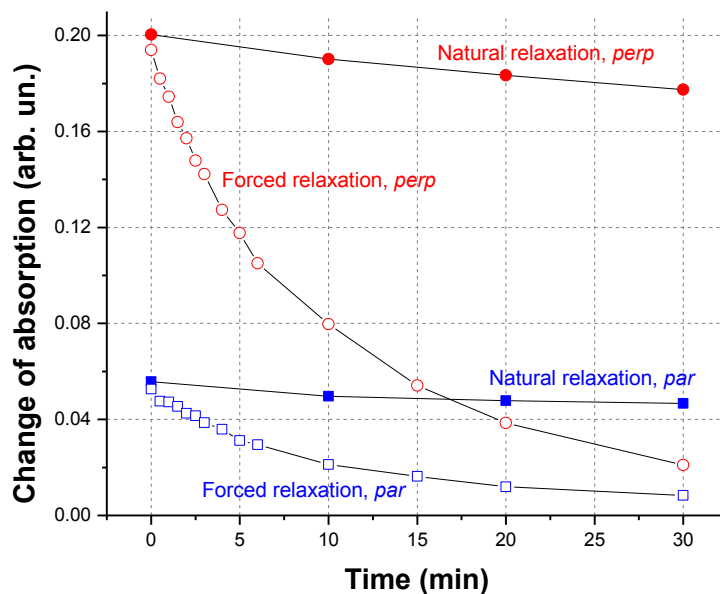 0.20
0.16
0.12
0.08
0.04
0.00
Change of absorption (arb. un.)
Natural relaxation, perp
Forced relaxation, perp
Natural relaxation, par
Forced relaxation, par
0 5 10 15 20 25 30
Time (min)